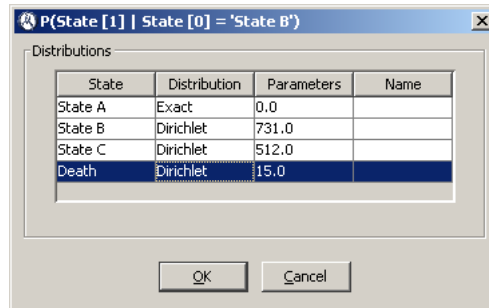 P(State [1] | State [0] = 'State B')
Distributions
State Distribution Parameters Name
State A Exact 0.0
State B Dirichlet 731.0
State C Dirichlet 512.0
Death Dirichlet 15.0
OK Cancel